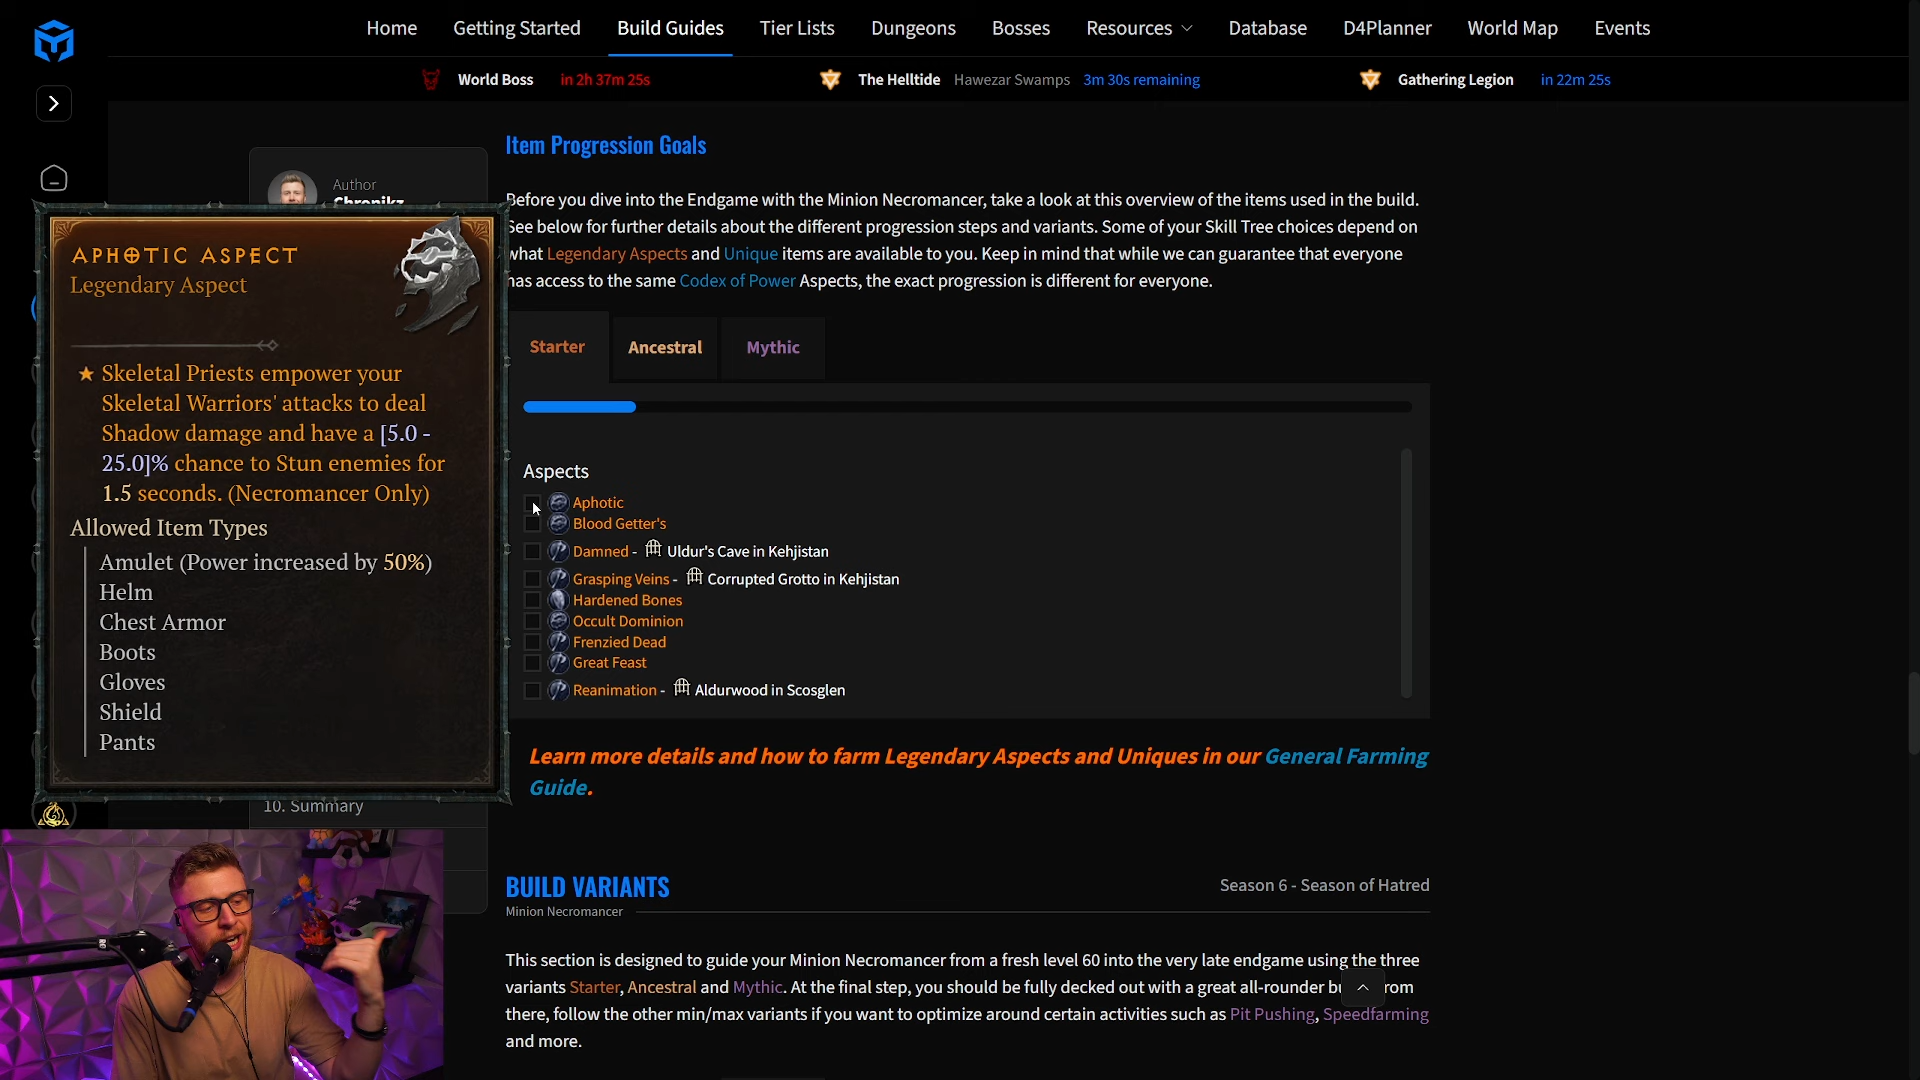 Home
Getting Started
Build Guides
Tier Lists
Dungeons
Bosses
Resources
Database
D4Planner
World Map
Events
World Boss in 2h 37m 25s
The Helltide Hawezar Swamps 3m 30s remaining
Gathering Legion in 22m 25s
Author
Chronikz
APHOTIC ASPECT
Legendary Aspect
★ Skeletal Priests empower your
Skeletal Warriors' attacks to deal
Shadow damage and have a [5.0 -
25.0]% chance to Stun enemies for
1.5 seconds. (Necromancer Only)
Allowed Item Types
Amulet (Power increased by 50%)
Helm
Chest Armor
Boots
Gloves
Shield
Pants
10. Summary
Item Progression Goals
Before you dive into the Endgame with the Minion Necromancer, take a look at this overview of the items used in the build.
See below for further details about the different progression steps and variants. Some of your Skill Tree choices depend on
what Legendary Aspects and Unique items are available to you. Keep in mind that while we can guarantee that everyone
has access to the same Codex of Power Aspects, the exact progression is different for everyone.
Starter
Ancestral
Mythic
Aspects
Aphotic
Blood Getter's
Damned - Uldur's Cave in Kehjistan
Grasping Veins - Corrupted Grotto in Kehjistan
Hardened Bones
Occult Dominion
Frenzied Dead
Great Feast
Reanimation - Aldurwood in Scosglen
Learn more details and how to farm Legendary Aspects and Uniques in our General Farming
Guide.
BUILD VARIANTS
Season 6 - Season of Hatred
Minion Necromancer
This section is designed to guide your Minion Necromancer from a fresh level 60 into the very late endgame using the three
variants Starter, Ancestral and Mythic. At the final step, you should be fully decked out with a great all-rounder from
there, follow the other min/max variants if you want to optimize around certain activities such as Pit Pushing, Speedfarming
and more.